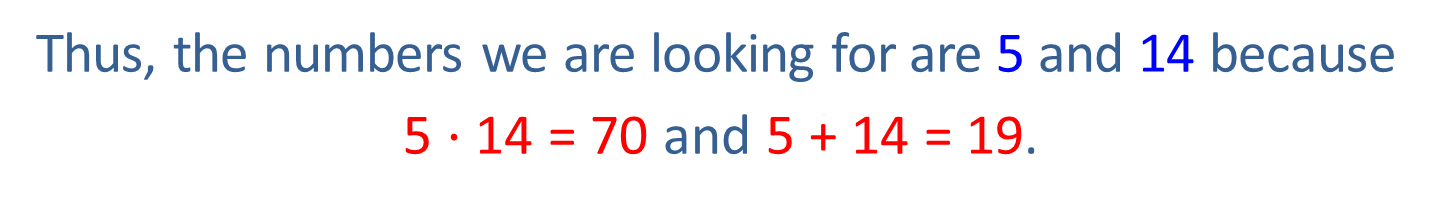 Thus, the numbers we are looking for are 5 and 14 because
5 · 14 = 70 and 5 + 14 = 19.